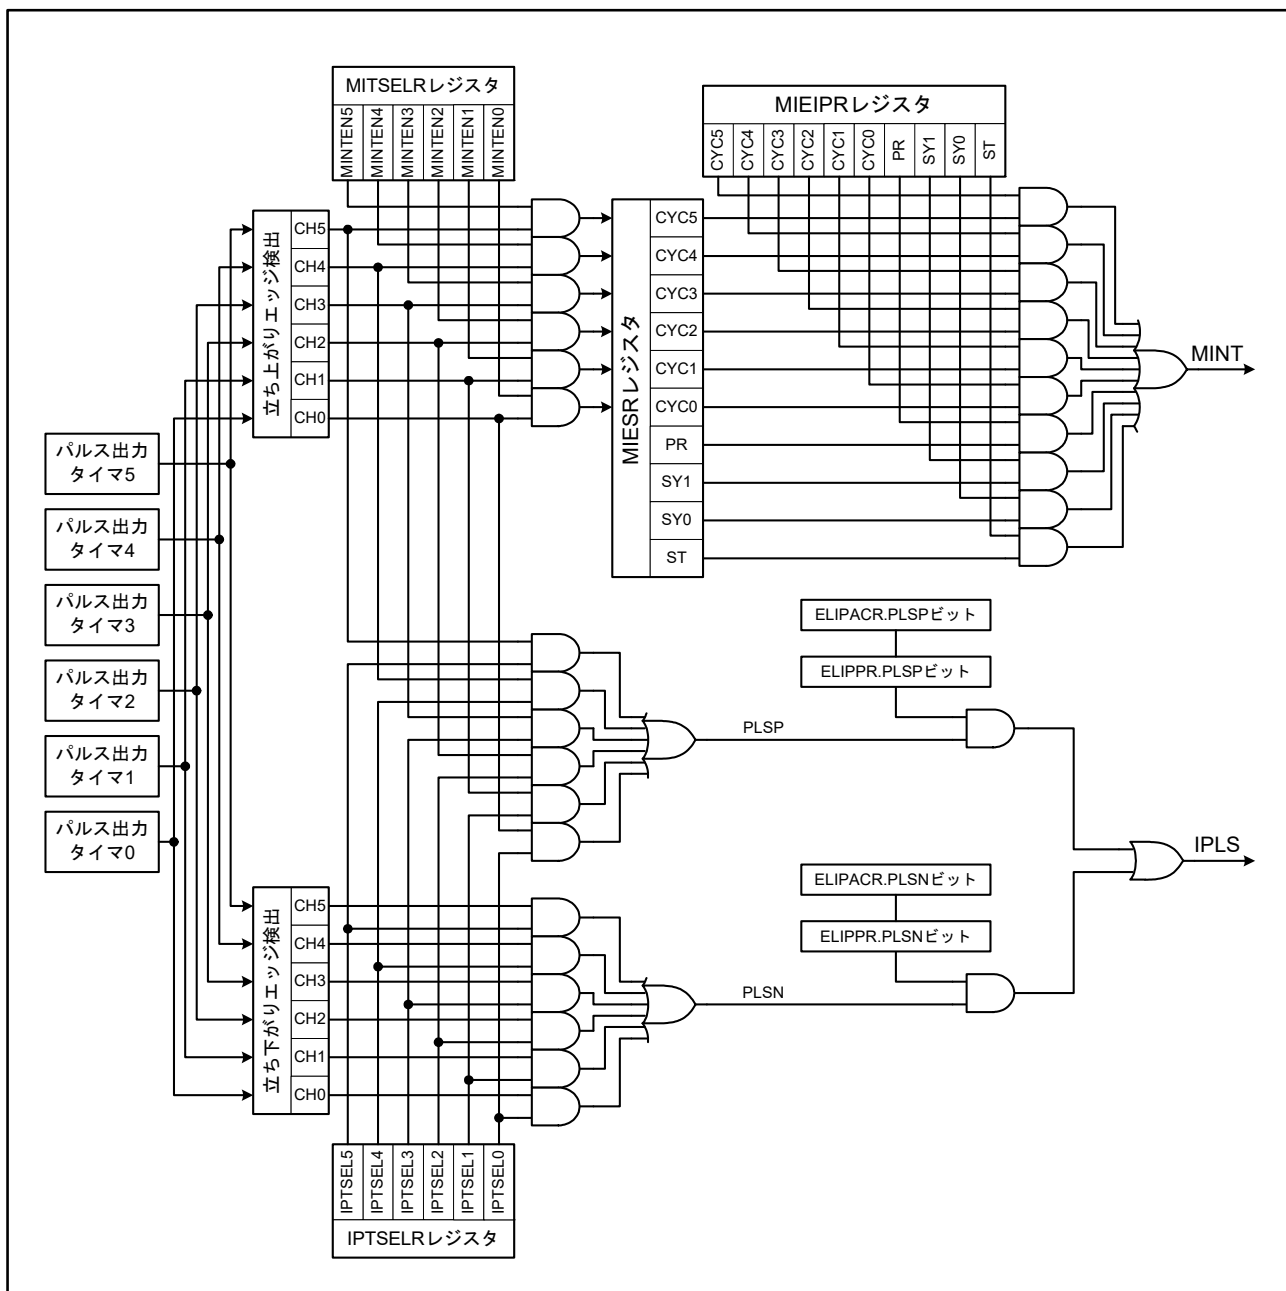 MITSELRレジスタ
MINTEN5
MINTEN4
MINTEN3
MINTEN2
MINTEN1
MINTEN0
MIEIPRレジスタ
CYC5
CYC4
CYC3
CYC2
CYC1
CYC0
PR
SY1
SY0
ST
立ち上がりエッジ検出
CH5
CH4
CH3
CH2
CH1
CH0
MIESRレジスタ
CYC5
CYC4
CYC3
CYC2
CYC1
CYC0
PR
SY1
SY0
ST
MINT
パルス出力
タイマ5
パルス出力
タイマ4
パルス出力
タイマ3
パルス出力
タイマ2
パルス出力
タイマ1
パルス出力
タイマ0
ELIPACR.PLSPビット
ELIPPR.PLSPビット
PLSP
IPLS
ELIPACR.PLSNビット
ELIPPR.PLSNビット
PLSN
立ち下がりエッジ検出
CH5
CH4
CH3
CH2
CH1
CH0
IPTSEL5
IPTSEL4
IPTSEL3
IPTSEL2
IPTSEL1
IPTSEL0
IPTSELRレジスタ